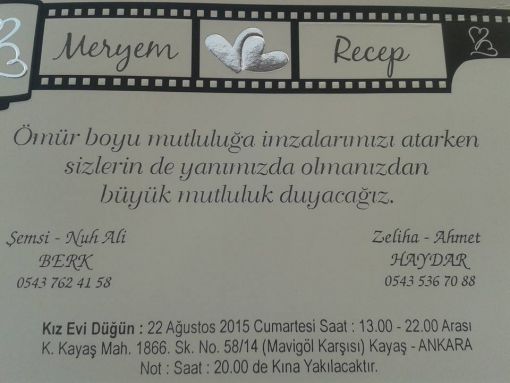 Meryem Recep
Ömür boyu mutluluğa imzalarımızı atarken
sizlerin de yanımızda olmanızdan
büyük mutluluk duyacağız.
Şemsi - Nuh Ali
BERK
0543 762 41 58
Zeliha - Ahmet
HAYDAR
0543 536 70 88
Kız Evi Düğün : 22 Ağustos 2015 Cumartesi Saat : 13.00 - 22.00 Arası
K. Kayaş Mah. 1866. Sk. No. 58/14 (Mavigöl Karşısı) Kayaş - ANKARA
Not : Saat : 20.00 de Kına Yakılacaktır.